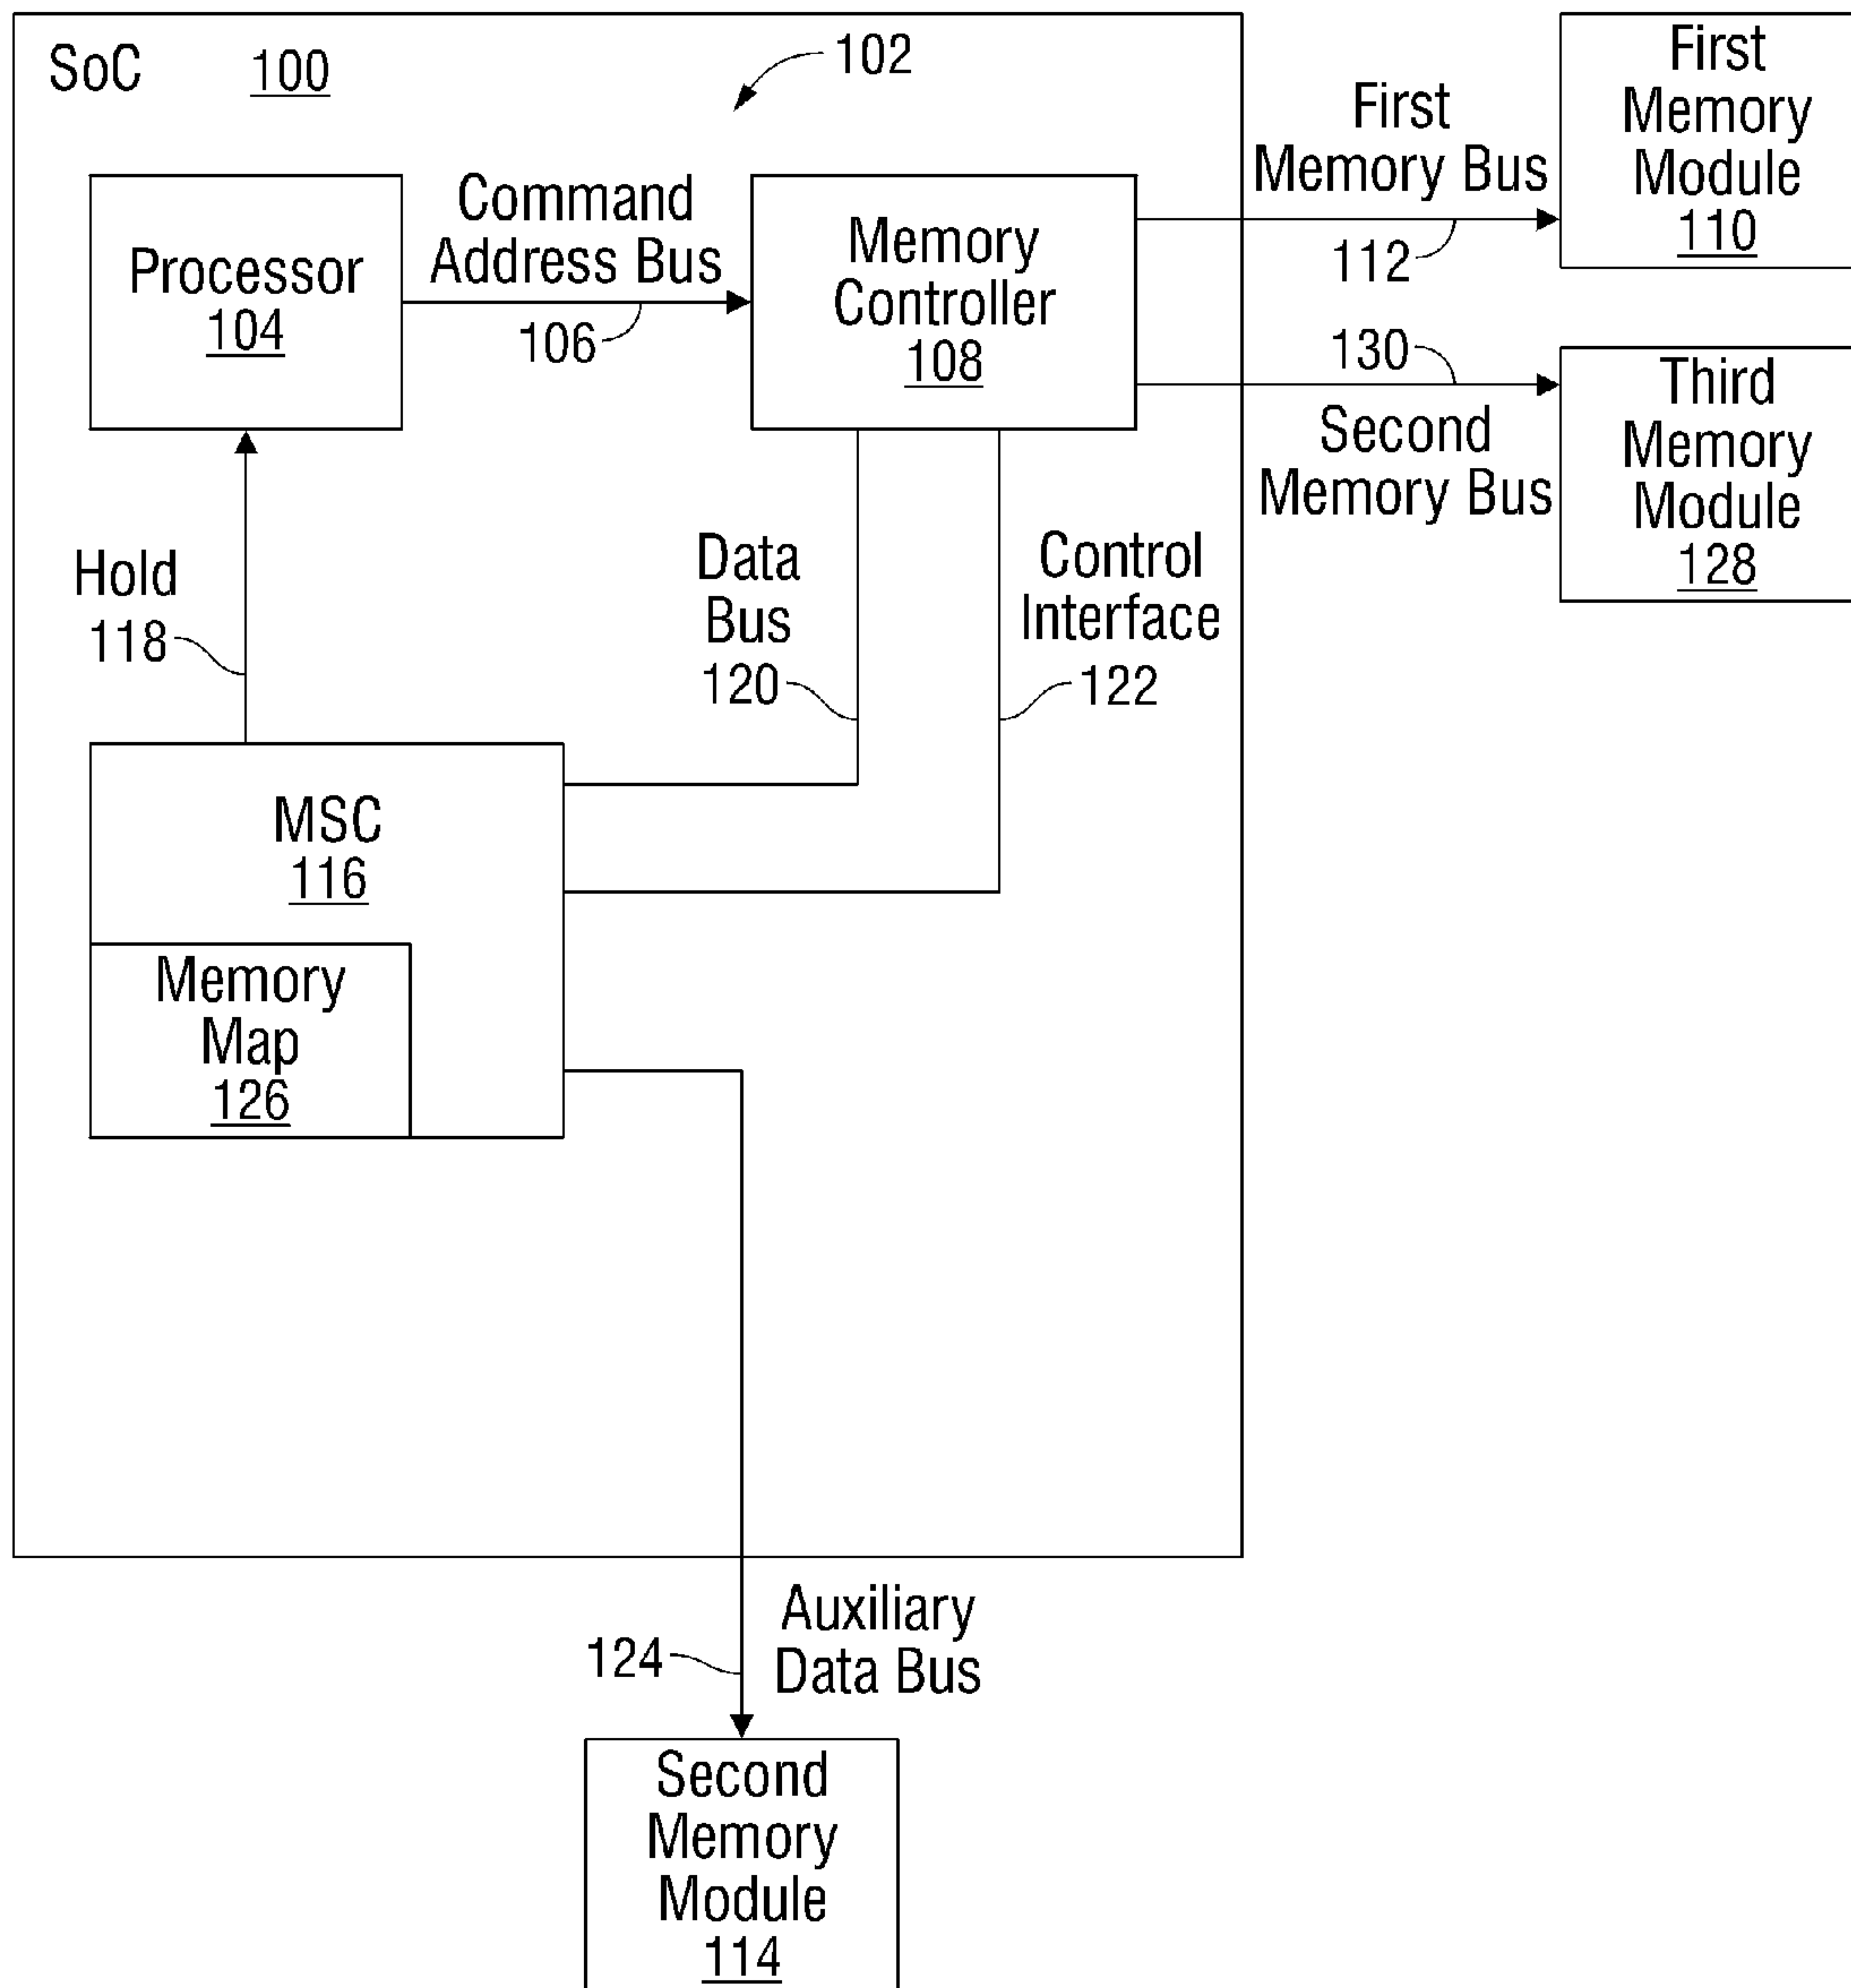 SoC 100
102
First
Memory
Module
110
First
Memory Bus
112
Processor
104
Command
Address Bus
106
Memory
Controller
108
130
Second
Memory Bus
Third
Memory
Module
128
Hold
118
Data
Bus
120
Control
Interface
122
MSC
116
Memory
Map
126
Auxiliary
Data Bus
124
Second
Memory
Module
114